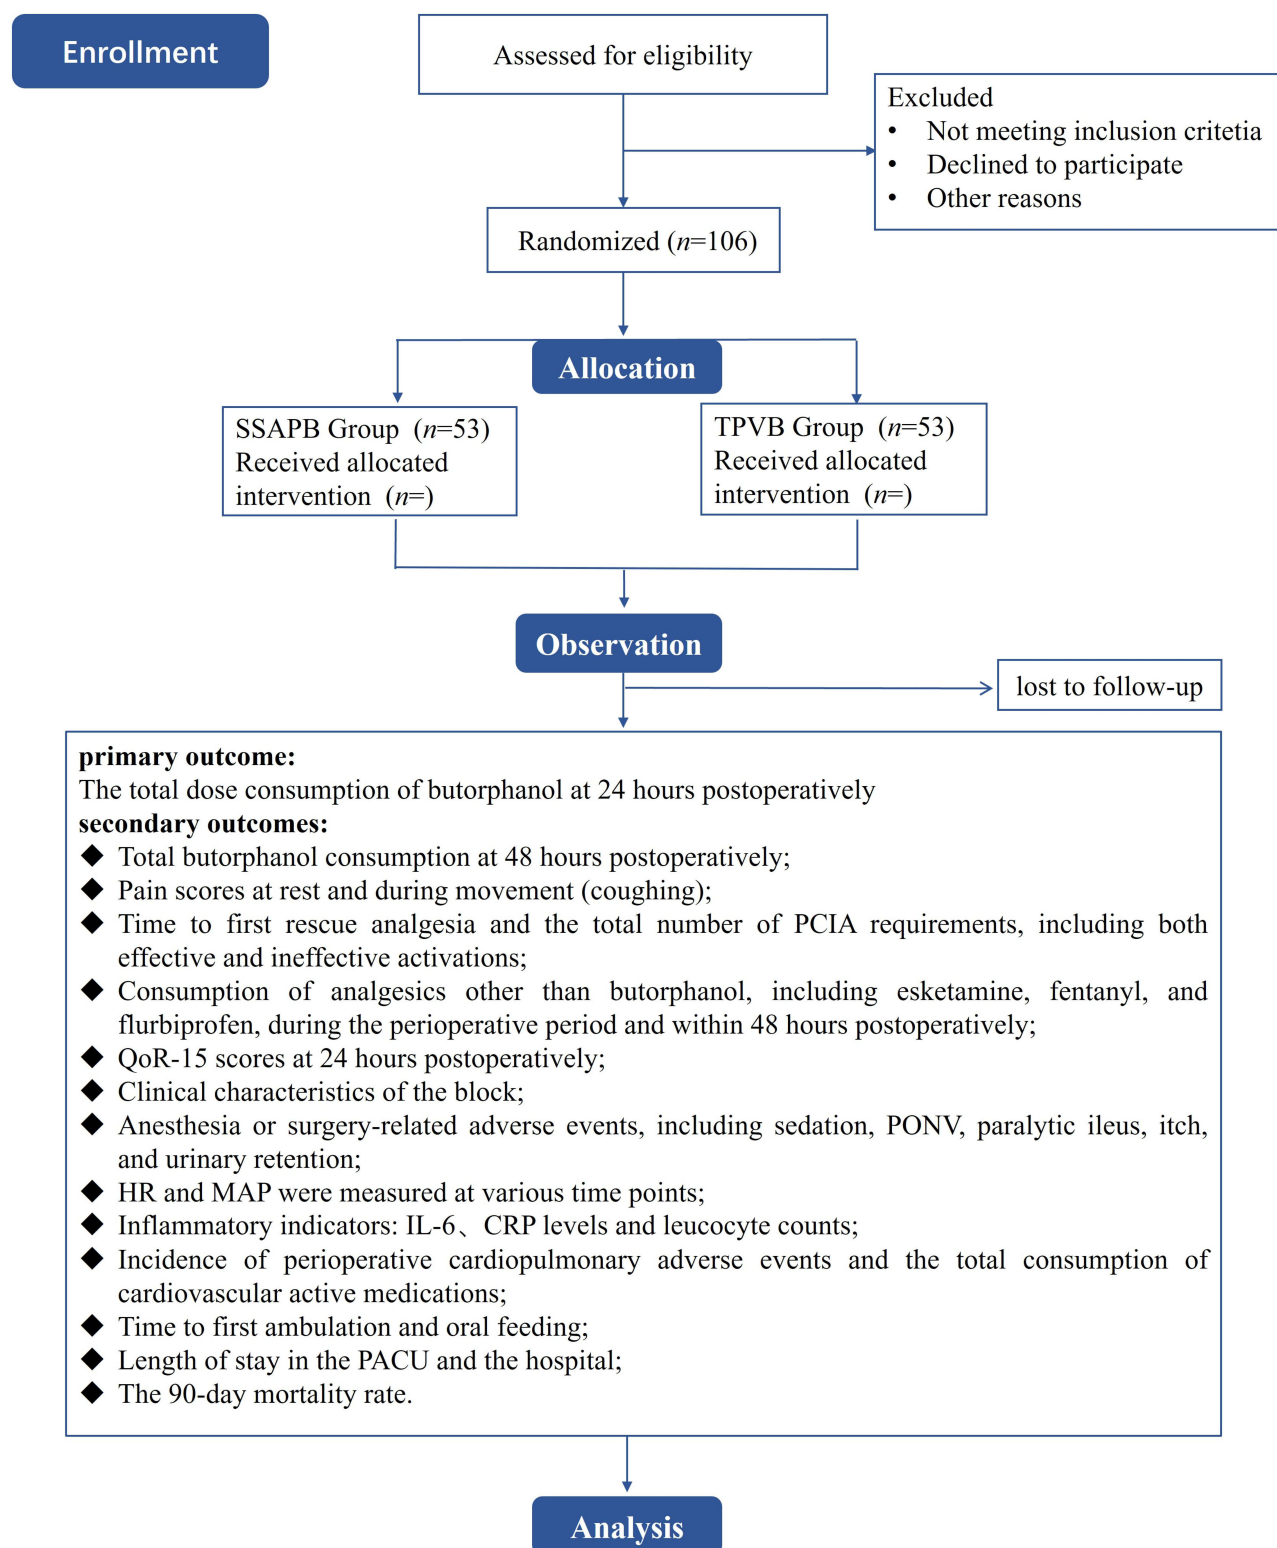 Enrollment
Assessed for eligibility
Excluded
• Not meeting inclusion critetia
• Declined to participate
• Other reasons
Randomized (n=106)
Allocation
SSAPB Group (n=53)
Received allocated
intervention (n=)
TPVB Group (n=53)
Received allocated
intervention (n=)
Observation
lost to follow-up
primary outcome:
The total dose consumption of butorphanol at 24 hours postoperatively
secondary outcomes:
◆ Total butorphanol consumption at 48 hours postoperatively;
◆ Pain scores at rest and during movement (coughing);
◆ Time to first rescue analgesia and the total number of PCIA requirements, including both
effective and ineffective activations;
◆ Consumption of analgesics other than butorphanol, including esketamine, fentanyl, and
flurbiprofen, during the perioperative period and within 48 hours postoperatively;
◆ QoR-15 scores at 24 hours postoperatively;
◆ Clinical characteristics of the block;
◆ Anesthesia or surgery-related adverse events, including sedation, PONV, paralytic ileus, itch,
and urinary retention;
◆ HR and MAP were measured at various time points;
◆ Inflammatory indicators: IL-6、CRP levels and leucocyte counts;
◆ Incidence of perioperative cardiopulmonary adverse events and the total consumption of
cardiovascular active medications;
◆ Time to first ambulation and oral feeding;
◆ Length of stay in the PACU and the hospital;
◆ The 90-day mortality rate.
Analysis